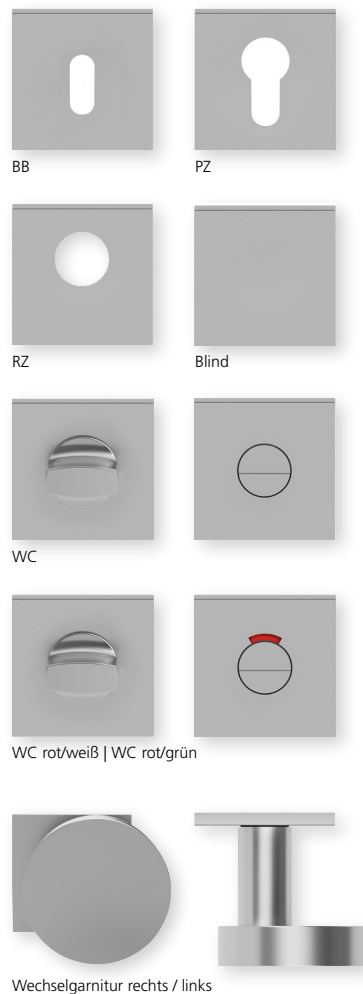 BB
PZ
RZ
Blind
WC
WC rot/weiß | WC rot/grün
Wechselgarnitur rechts / links